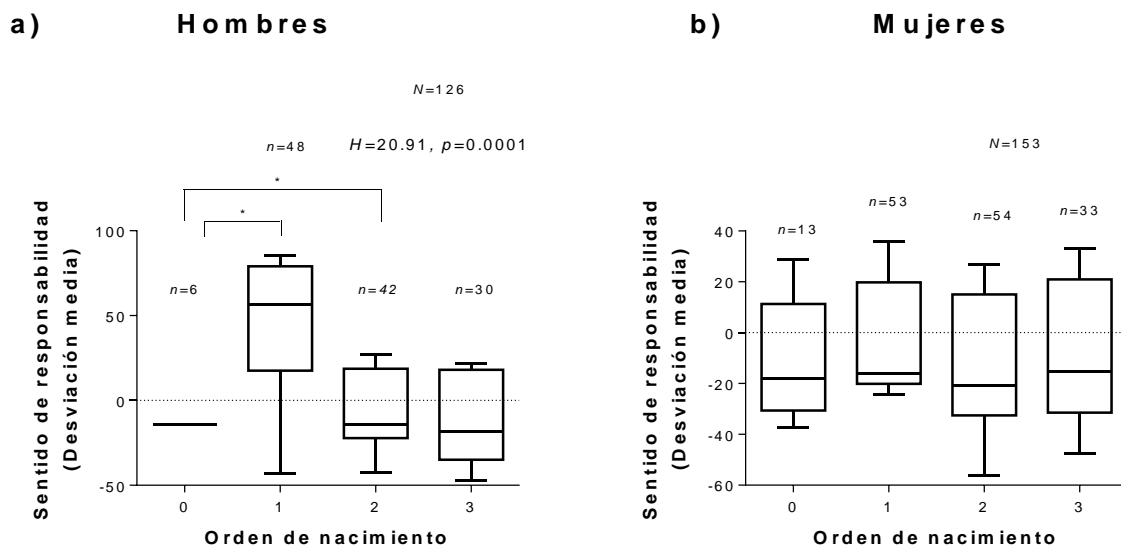 a) Hombres
N=126
n=48
H=20.91, p=0.0001
*
*
n=6
n=42
n=30
Sentido de responsabilidad
(Desviación media)
100
50
0
-50
0 1 2 3
Orden de nacimiento
b) Mujeres
N=153
n=53
n=13
n=54
n=33
Sentido de responsabilidad
(Desviación media)
40
20
0
-20
-40
-60
0 1 2 3
Orden de nacimiento